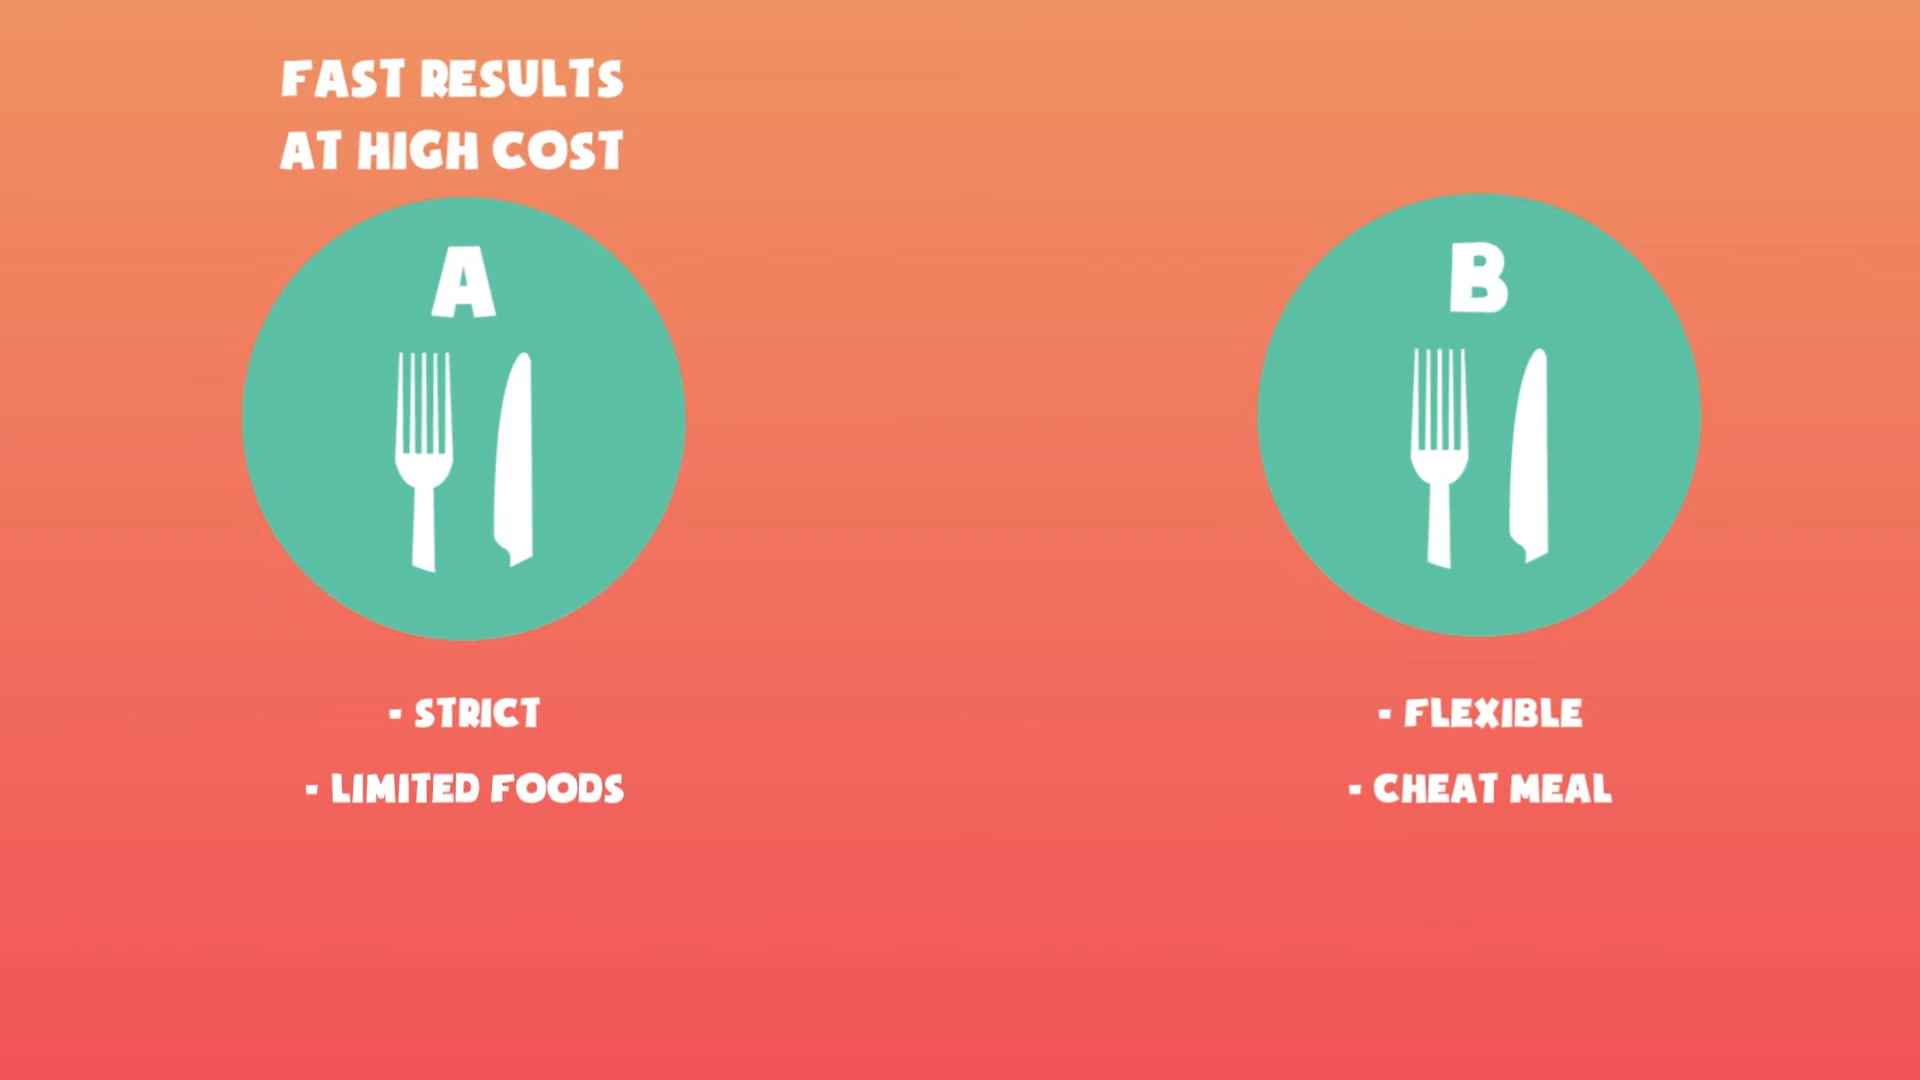 FAST RESULTS
AT HIGH COST
A
- STRICT
- LIMITED FOODS
B
- FLEXIBLE
- CHEAT MEAL